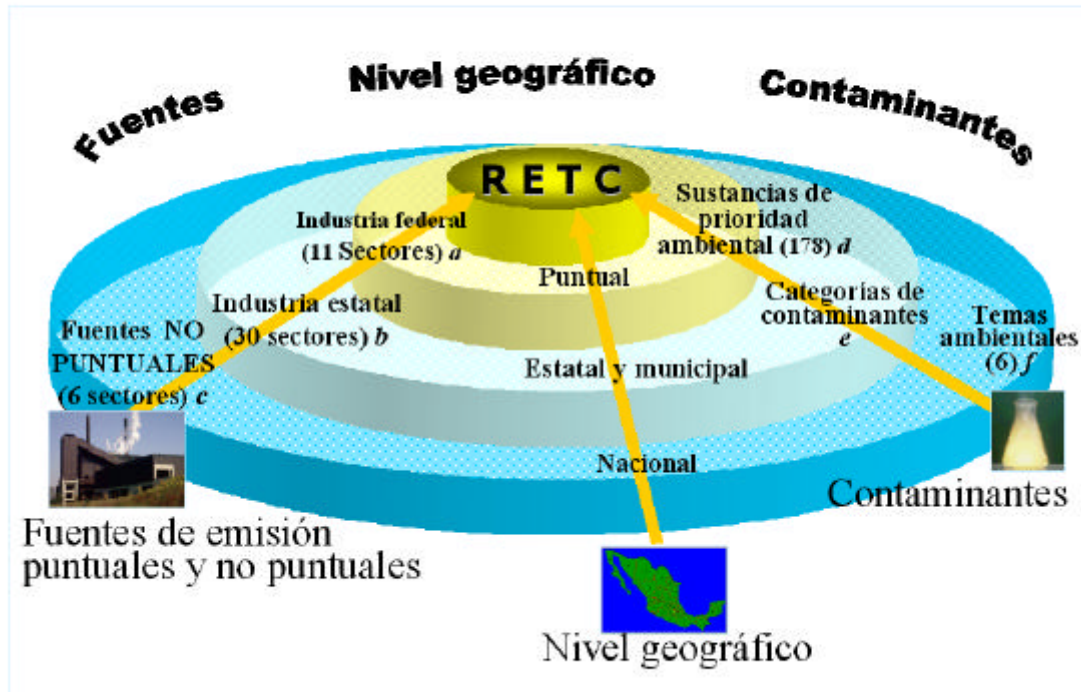 Fuentes
Nivel geográfico
Contaminantes
R E T C
Industria federal
(11 Sectores) a
Sustancias de
prioridad
ambiental (178) d
Puntual
Industria estatal
(30 sectores) b
Categorías de
contaminantes
e
Fuentes NO
PUNTUALES
(6 sectores) c
Temas
ambientales
(6) f
Estatal y municipal
Nacional
Contaminantes
Fuentes de emisión
puntuales y no puntuales
Nivel geográfico